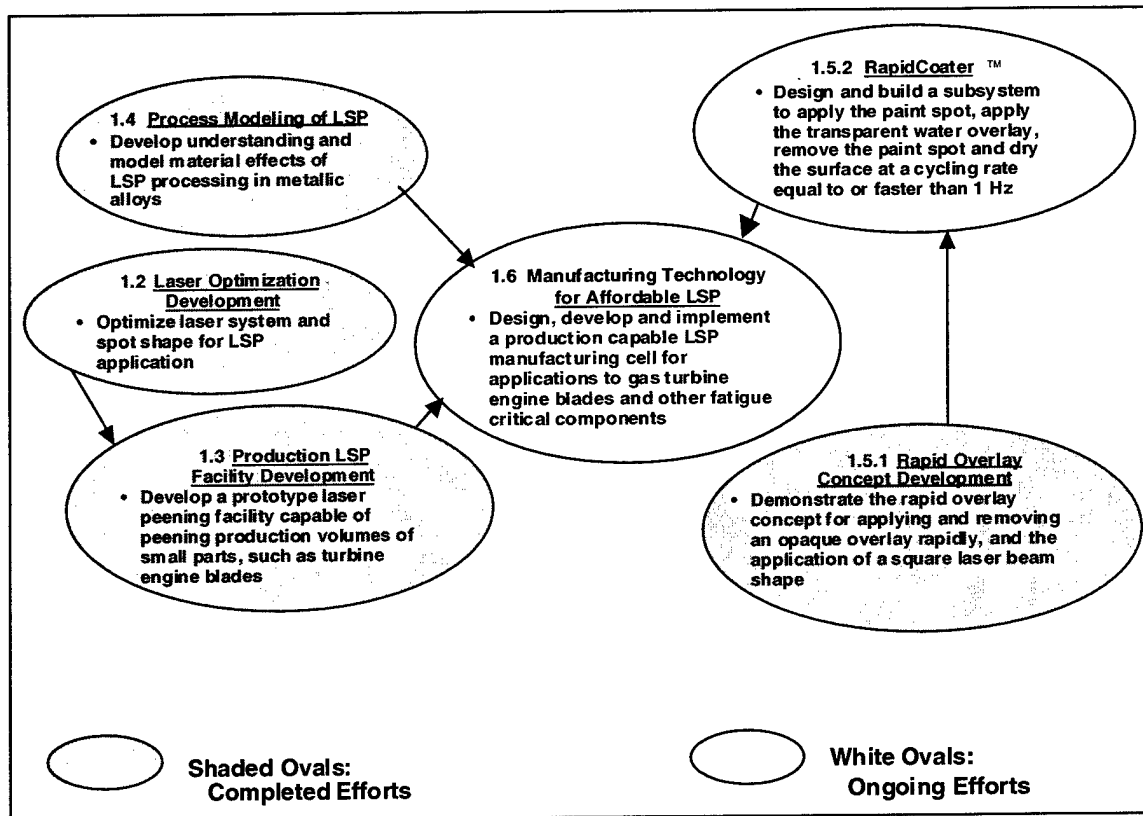 1.4 Process Modeling of LSP
• Develop understanding and
model material effects of
LSP processing in metallic
alloys
1.5.2 RapidCoater ™
• Design and build a subsystem
to apply the paint spot, apply
the transparent water overlay,
remove the paint spot and dry
the surface at a cycling rate
equal to or faster than 1 Hz
1.2 Laser Optimization
Development
• Optimize laser system and
spot shape for LSP
application
1.6 Manufacturing Technology
for Affordable LSP
• Design, develop and implement
a production capable LSP
manufacturing cell for
applications to gas turbine
engine blades and other fatigue
critical components
1.3 Production LSP
Facility Development
• Develop a prototype laser
peening facility capable of
peening production volumes of
small parts, such as turbine
engine blades
1.5.1 Rapid Overlay
Concept Development
• Demonstrate the rapid overlay
concept for applying and removing
an opaque overlay rapidly, and the
application of a square laser beam
shape
Shaded Ovals:
Completed Efforts
White Ovals:
Ongoing Efforts